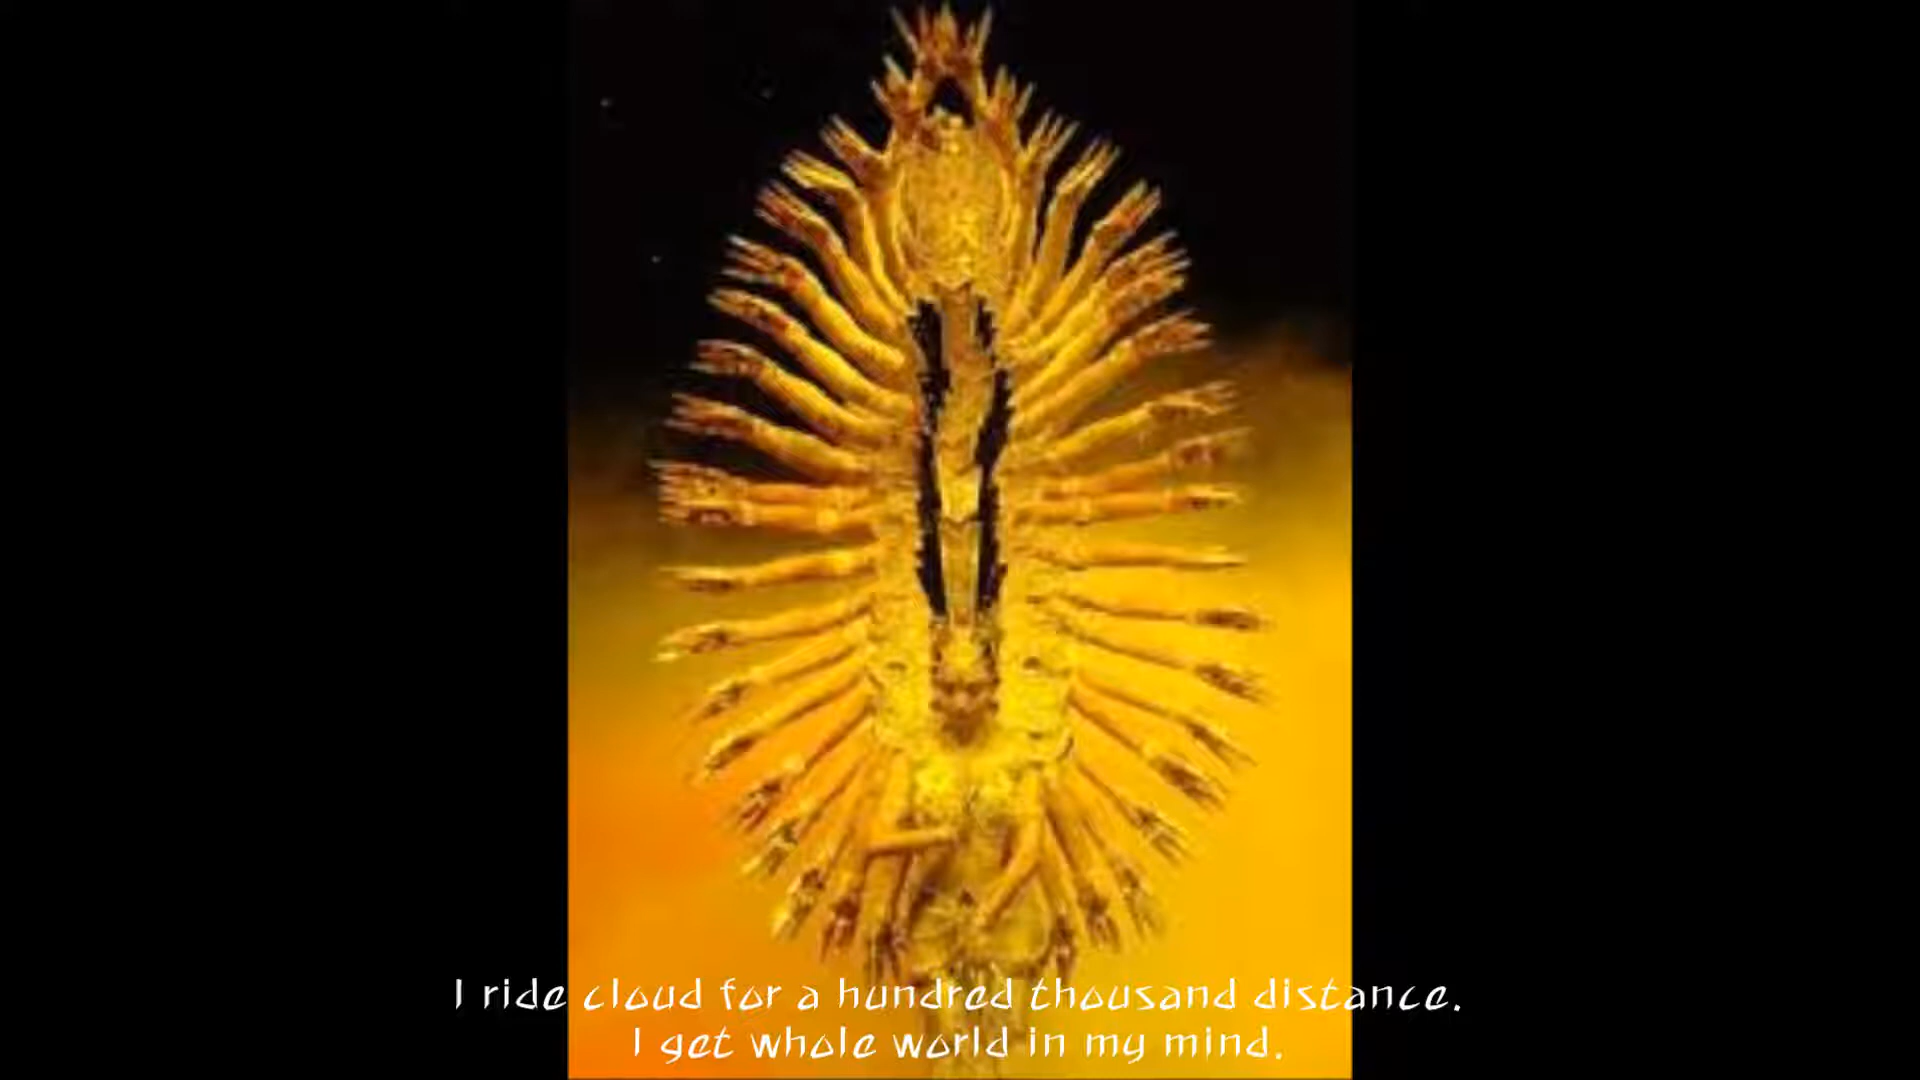 I ride cloud for a hundred thousand distance.
I get whole world in my mind.